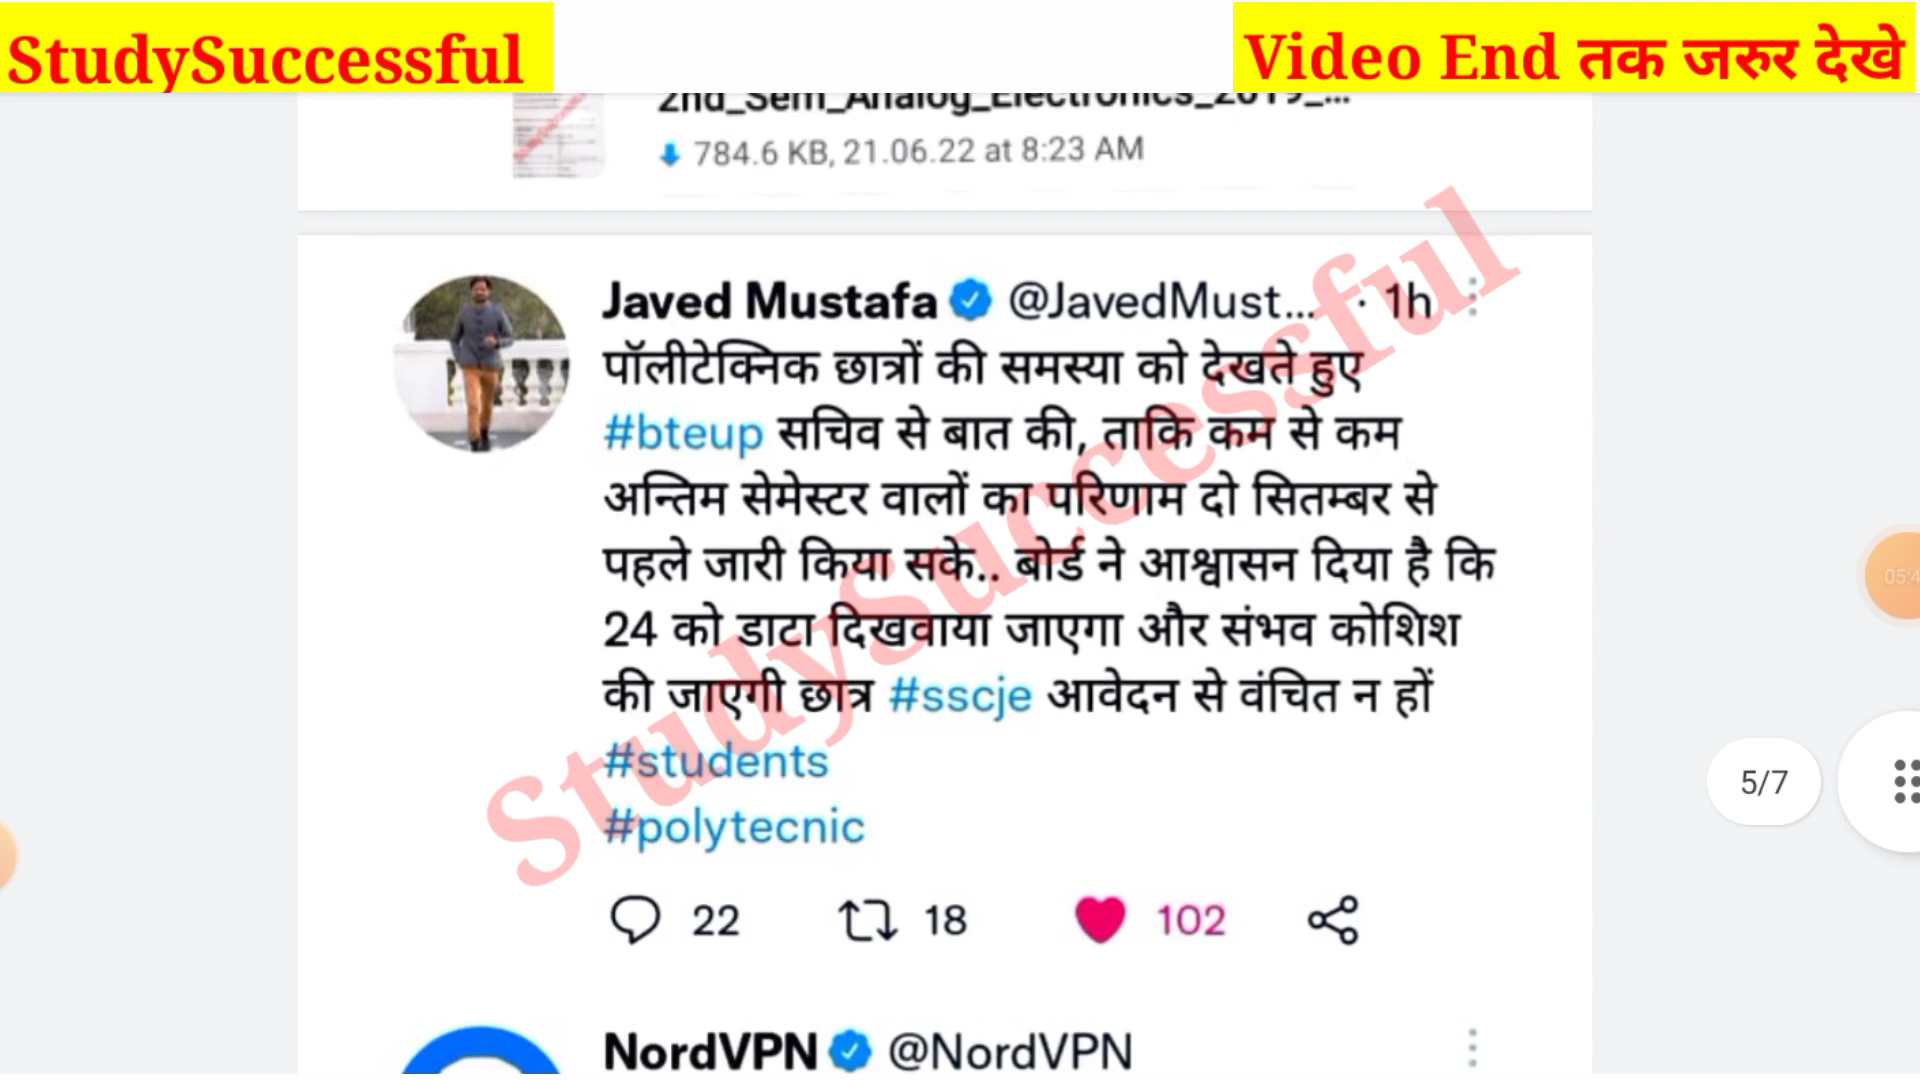 StudySuccessful
Video End तक जरुर देखे
2nd_Sem_Analog_Electronics_2019_...
784.6 KB, 21.06.22 at 8:23 AM
Javed Mustafa @JavedMust... · 1h
पॉलीटेक्निक छात्रों की समस्या को देखते हुए
#bteup सचिव से बात की, ताकि कम से कम
अन्तिम सेमेस्टर वालों का परिणाम दो सितम्बर से
पहले जारी किया सके.. बोर्ड ने आश्वासन दिया है कि
24 को डाटा दिखवाया जाएगा और संभव कोशिश
की जाएगी छात्र #sscje आवेदन से वंचित न हों
#students
#polytecnic
22 18 102
StudySuccessful
05:4
5/7
NordVPN @NordVPN